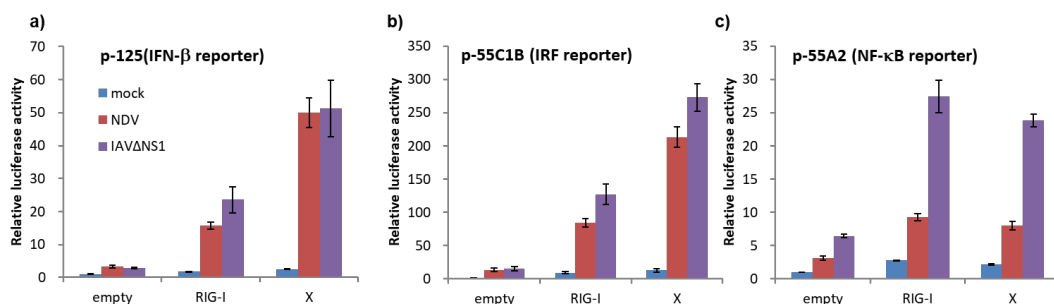 a)
p-125(IFN-β reporter)
Relative luciferase activity
70
60
50
40
30
20
10
0
mock
NDV
IAVΔNS1
empty RIG-I X
b)
p-55C1B (IRF reporter)
Relative luciferase activity
350
300
250
200
150
100
50
0
empty RIG-I X
c)
p-55A2 (NF-κB reporter)
Relative luciferase activity
35
30
25
20
15
10
5
0
empty RIG-I X